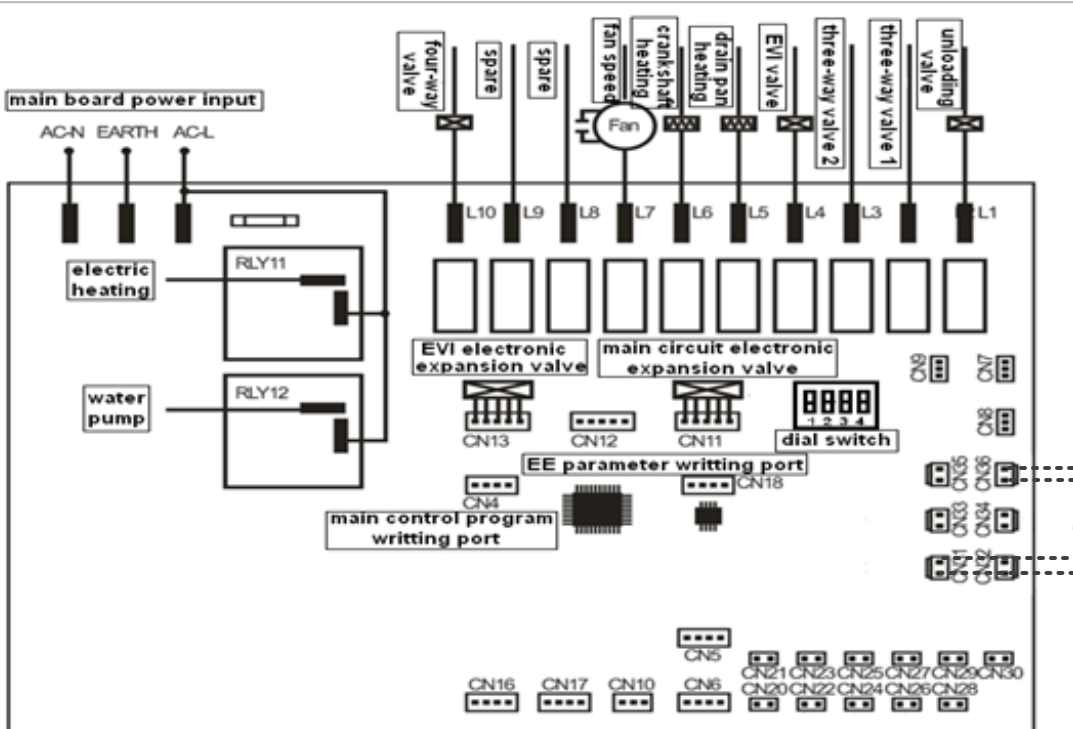 four-way
valve
spare
spare
fan speed
crankshaft
heating
drain pan
heating
EVI valve
three-way valve 2
three-way valve 1
unloading
valve
main board power input
AC-N EARTH AC-L
Fan
L10 L9 L8 L7 L6 L5 L4 L3 L1
RLY11
electric
heating
EVI electronic
expansion valve
main circuit electronic
expansion valve
CN9 CN7
RLY12
water
pump
1 2 3 4
CN8
CN13 CN12 CN11
dial switch
EE parameter writting port
CN35 CN36
CN4 CN18
main control program
writting port
CN33 CN34
CN31 CN32
CN5
CN21 CN23 CN25 CN27 CN29 CN30
CN16 CN17 CN10 CN6 CN20 CN22 CN24 CN26 CN28